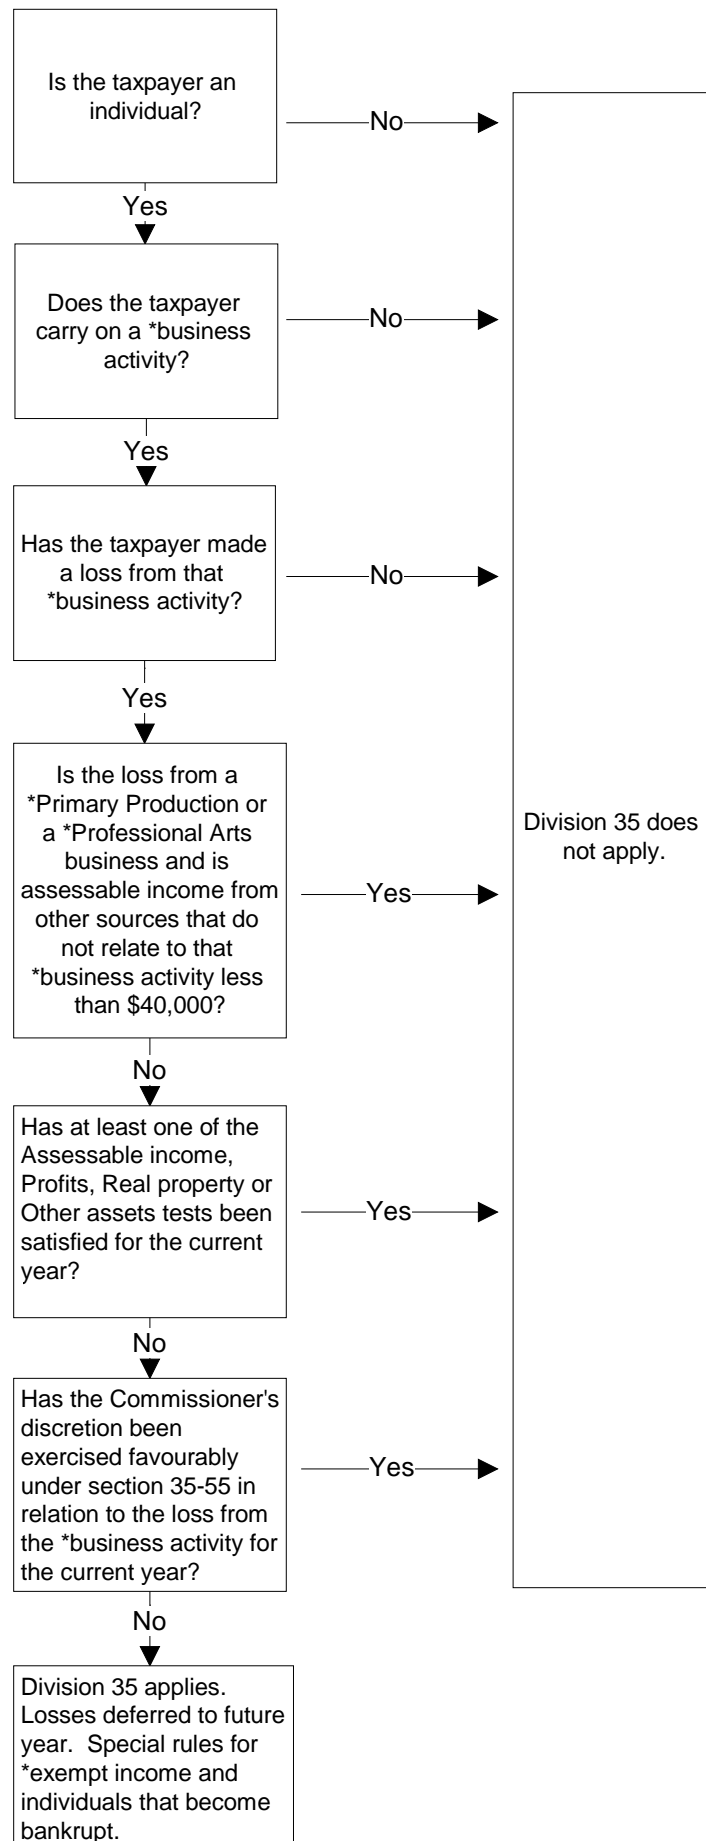 Is the taxpayer an
individual?
No
Yes
Does the taxpayer
carry on a *business
activity?
No
Yes
Has the taxpayer made
a loss from that
*business activity?
No
Yes
Is the loss from a
*Primary Production or
a *Professional Arts
business and is
assessable income from
other sources that do
not relate to that
*business activity less
than $40,000?
Yes
Division 35 does
not apply.
No
Has at least one of the
Assessable income,
Profits, Real property or
Other assets tests been
satisfied for the current
year?
Yes
No
Has the Commissioner's
discretion been
exercised favourably
under section 35-55 in
relation to the loss from
the *business activity for
the current year?
Yes
No
Division 35 applies.
Losses deferred to future
year.  Special rules for
*exempt income and
individuals that become
bankrupt.